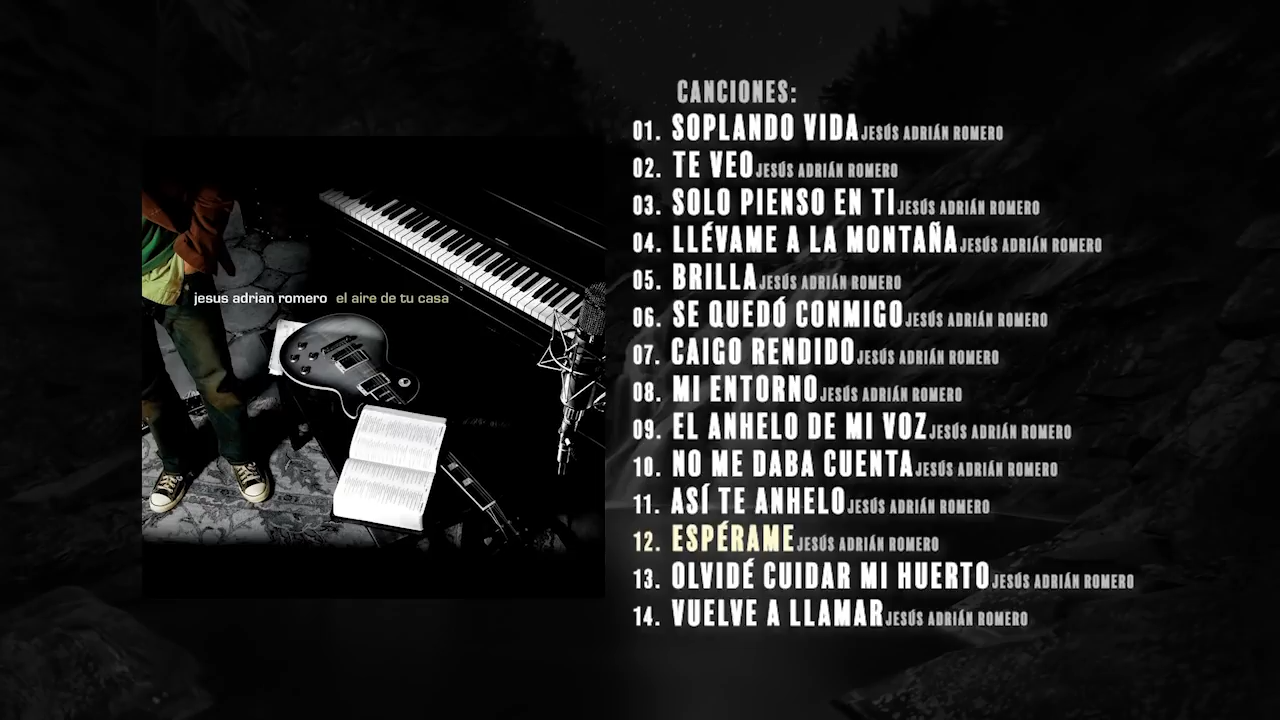 jesus adrian romero el aire de tu casa
CANCIONES:
01. SOPLANDO VIDA JESÚS ADRIÁN ROMERO
02. TE VEO JESÚS ADRIÁN ROMERO
03. SOLO PIENSO EN TI JESÚS ADRIÁN ROMERO
04. LLÉVAME A LA MONTAÑA JESÚS ADRIÁN ROMERO
05. BRILLA JESÚS ADRIÁN ROMERO
06. SE QUEDÓ CONMIGO JESÚS ADRIÁN ROMERO
07. CAIGO RENDIDO JESÚS ADRIÁN ROMERO
08. MI ENTORNO JESÚS ADRIÁN ROMERO
09. EL ANHELO DE MI VOZ JESÚS ADRIÁN ROMERO
10. NO ME DABA CUENTA JESÚS ADRIÁN ROMERO
11. ASÍ TE ANHELO JESÚS ADRIÁN ROMERO
12. ESPÉRAME JESÚS ADRIÁN ROMERO
13. OLVIDÉ CUIDAR MI HUERTO JESÚS ADRIÁN ROMERO
14. VUELVE A LLAMAR JESÚS ADRIÁN ROMERO